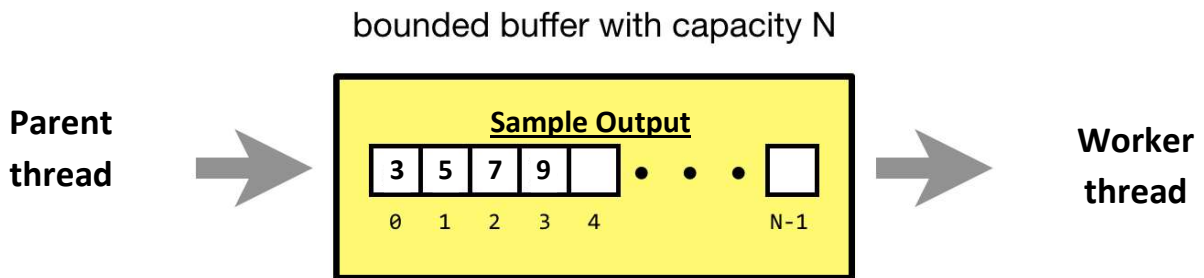 bounded buffer with capacity N
Parent
thread
Sample Output
3 5 7 9
0 1 2 3 4 N-1
Worker
thread